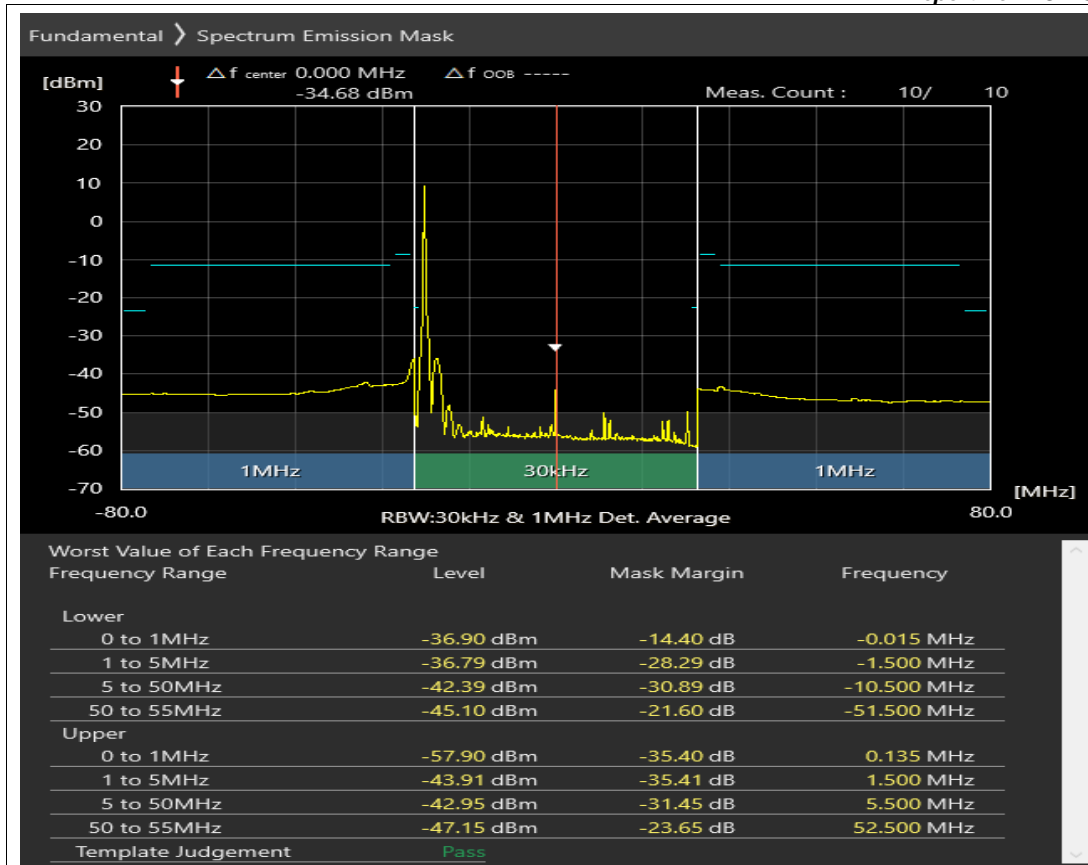 Fundamental ❯ Spectrum Emission Mask
[dBm] △ f center 0.000 MHz △ f OOB -----
-34.68 dBm Meas. Count : 10/ 10
30
20
10
0
-10
-20
-30
-40
-50
-60
1MHz 30kHz 1MHz
-70
[MHz]
-80.0 RBW:30kHz & 1MHz Det. Average 80.0
Worst Value of Each Frequency Range
Frequency Range Level Mask Margin Frequency
Lower
0 to 1MHz -36.90 dBm -14.40 dB -0.015 MHz
1 to 5MHz -36.79 dBm -28.29 dB -1.500 MHz
5 to 50MHz -42.39 dBm -30.89 dB -10.500 MHz
50 to 55MHz -45.10 dBm -21.60 dB -51.500 MHz
Upper
0 to 1MHz -57.90 dBm -35.40 dB 0.135 MHz
1 to 5MHz -43.91 dBm -35.41 dB 1.500 MHz
5 to 50MHz -42.95 dBm -31.45 dB 5.500 MHz
50 to 55MHz -47.15 dBm -23.65 dB 52.500 MHz
Template Judgement Pass